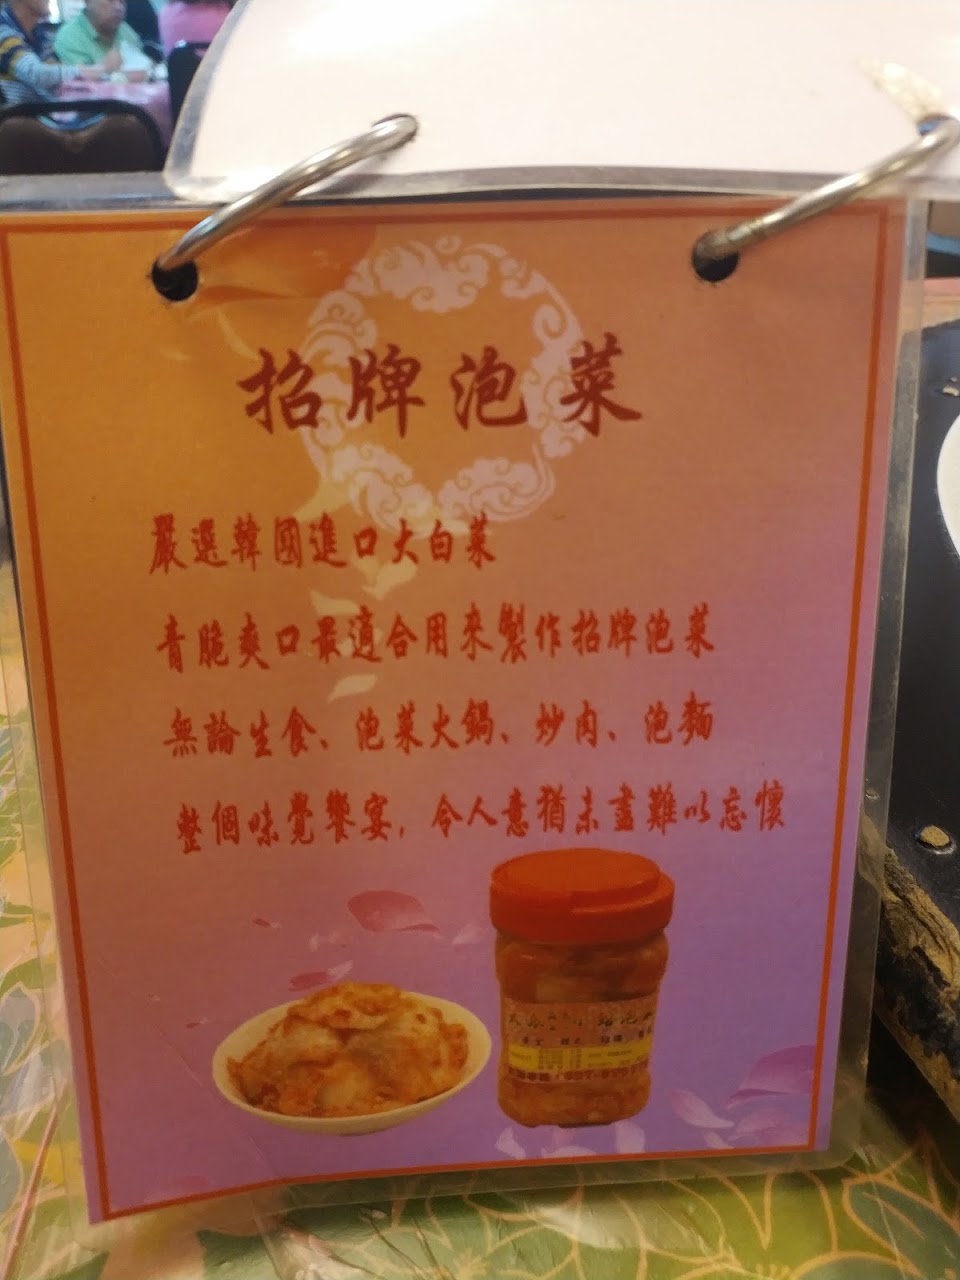 招牌泡菜
嚴選韓國進口大白菜
青脆爽口最適合用來製作招牌泡菜
無論生食、泡菜火鍋、炒肉、泡麵
整個味覺饗宴，令人意猶未盡難以忘懷